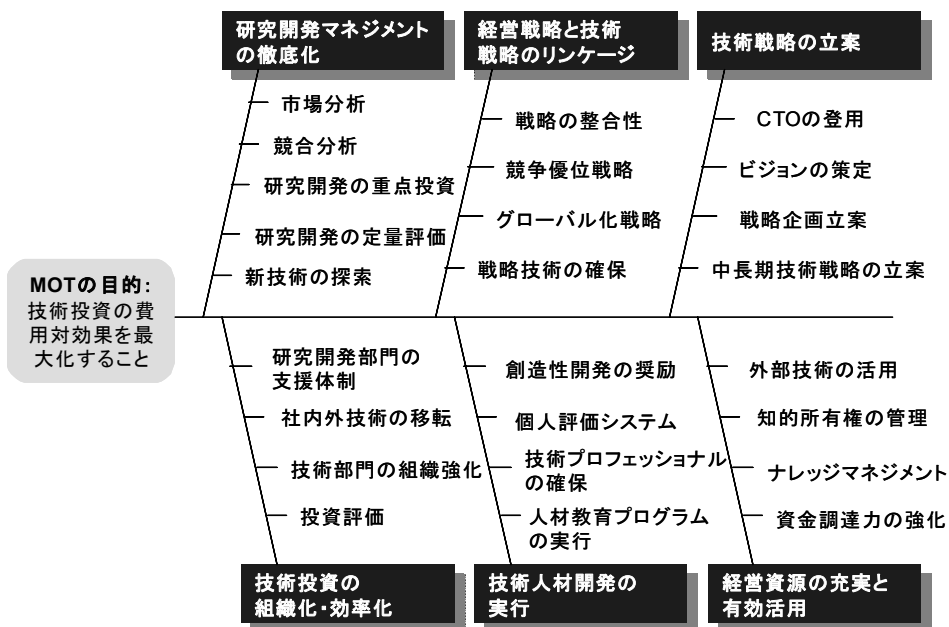 研究開発マネジメント
の徹底化
市場分析
競合分析
研究開発の重点投資
研究開発の定量評価
新技術の探索
経営戦略と技術
戦略のリンケージ
戦略の整合性
競争優位戦略
グローバル化戦略
戦略技術の確保
技術戦略の立案
CTOの登用
ビジョンの策定
戦略企画立案
中長期技術戦略の立案
MOTの目的:
技術投資の費
用対効果を最
大化すること
研究開発部門の
支援体制
社内外技術の移転
技術部門の組織強化
投資評価
技術投資の
組織化・効率化
創造性開発の奨励
個人評価システム
技術プロフェッショナル
の確保
人材教育プログラム
の実行
技術人材開発の
実行
外部技術の活用
知的所有権の管理
ナレッジマネジメント
資金調達力の強化
経営資源の充実と
有効活用